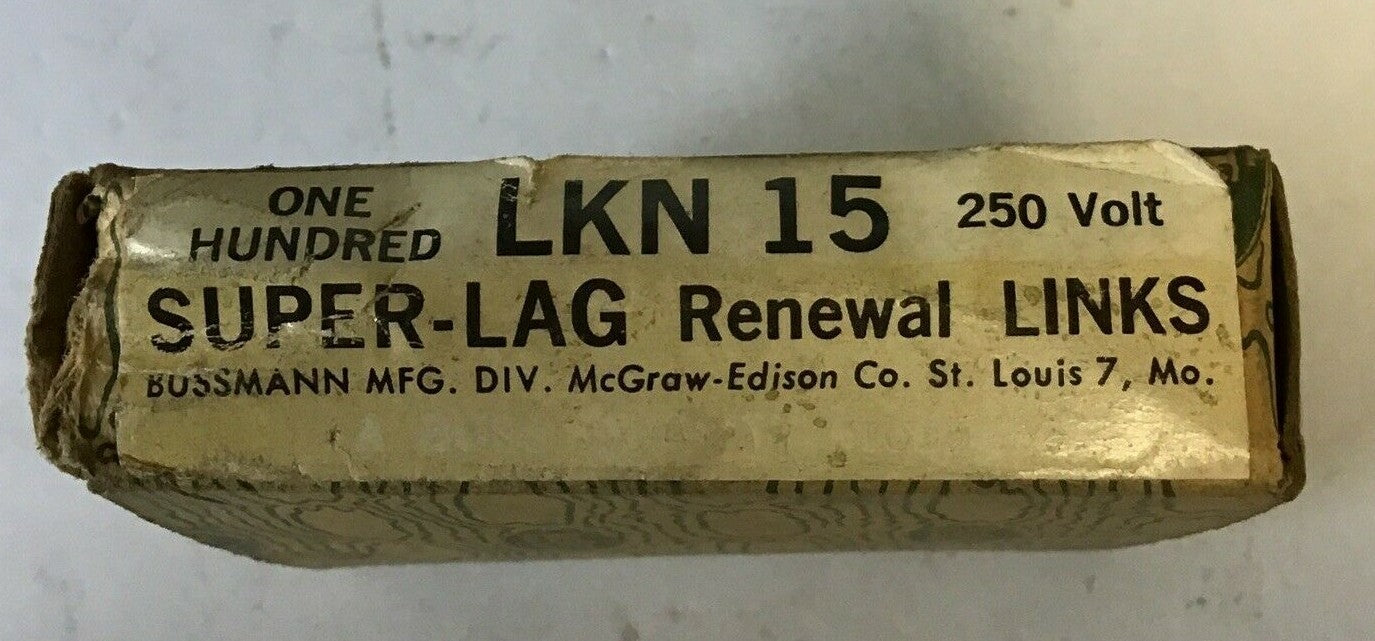 ONE HUNDRED LKN 15 250 Volt
SUPER-LAG Renewal LINKS
BUSSMANN MFG. DIV. McGraw-Edison Co. St. Louis 7, Mo.